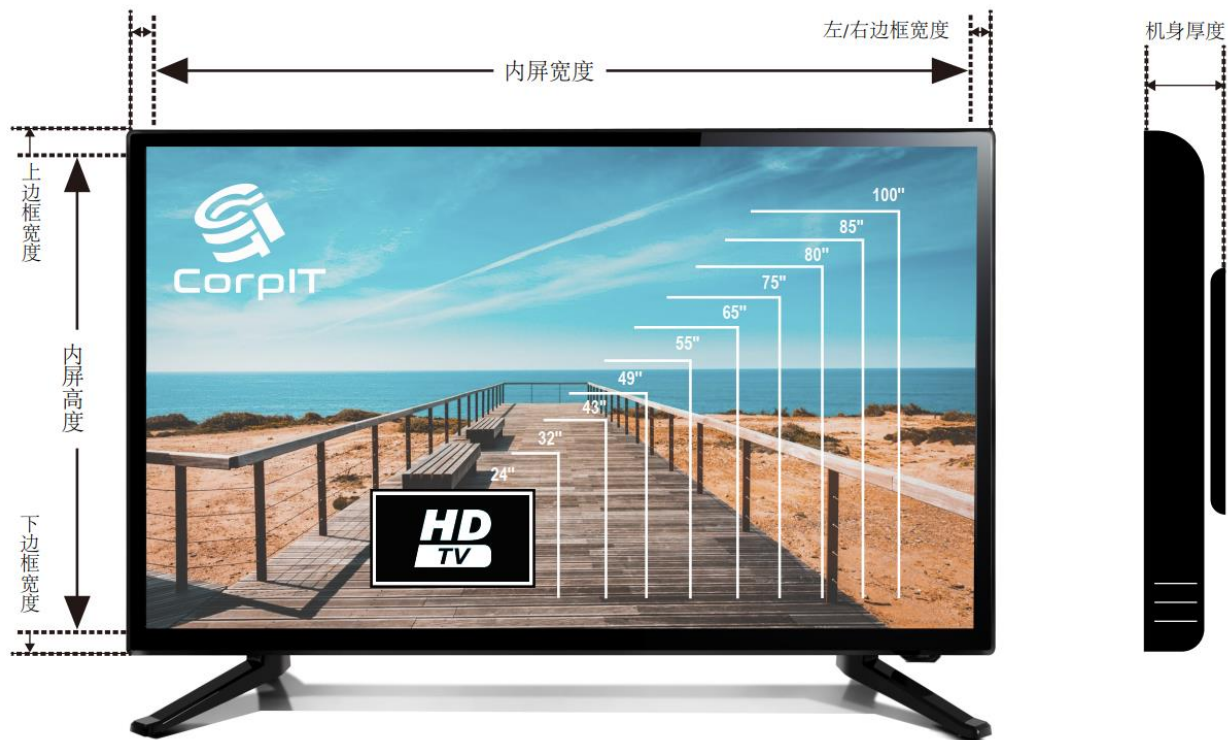 左/右边框宽度
机身厚度
内屏宽度
上边框宽度
内屏高度
下边框宽度
CorpIT
100"
85"
80"
75"
65"
55"
49"
43"
32"
24"
HD
TV